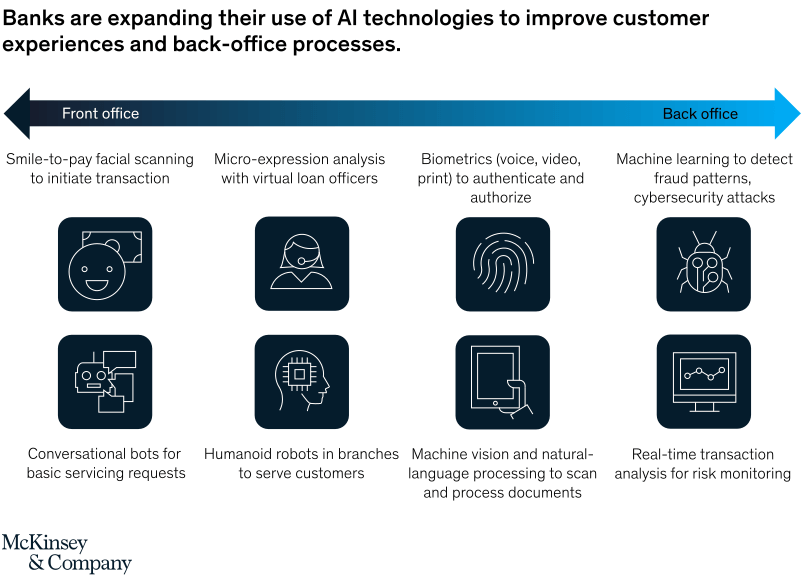 Banks are expanding their use of AI technologies to improve customer
experiences and back-office processes.
Front office
Back office
Smile-to-pay facial scanning
to initiate transaction
Micro-expression analysis
with virtual loan officers
Biometrics (voice, video,
print) to authenticate and
authorize
Machine learning to detect
fraud patterns,
cybersecurity attacks
Conversational bots for
basic servicing requests
Humanoid robots in branches
to serve customers
Machine vision and natural-
language processing to scan
and process documents
Real-time transaction
analysis for risk monitoring
McKinsey
& Company